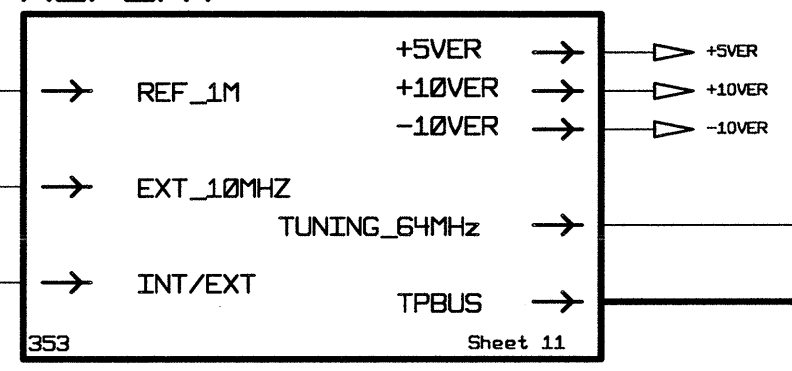 +5VER +5VER
REF_1M +10VER +10VER
-10VER -10VER
EXT_10MHZ
TUNING_64MHz
INT/EXT
TPBUS
353 Sheet 11